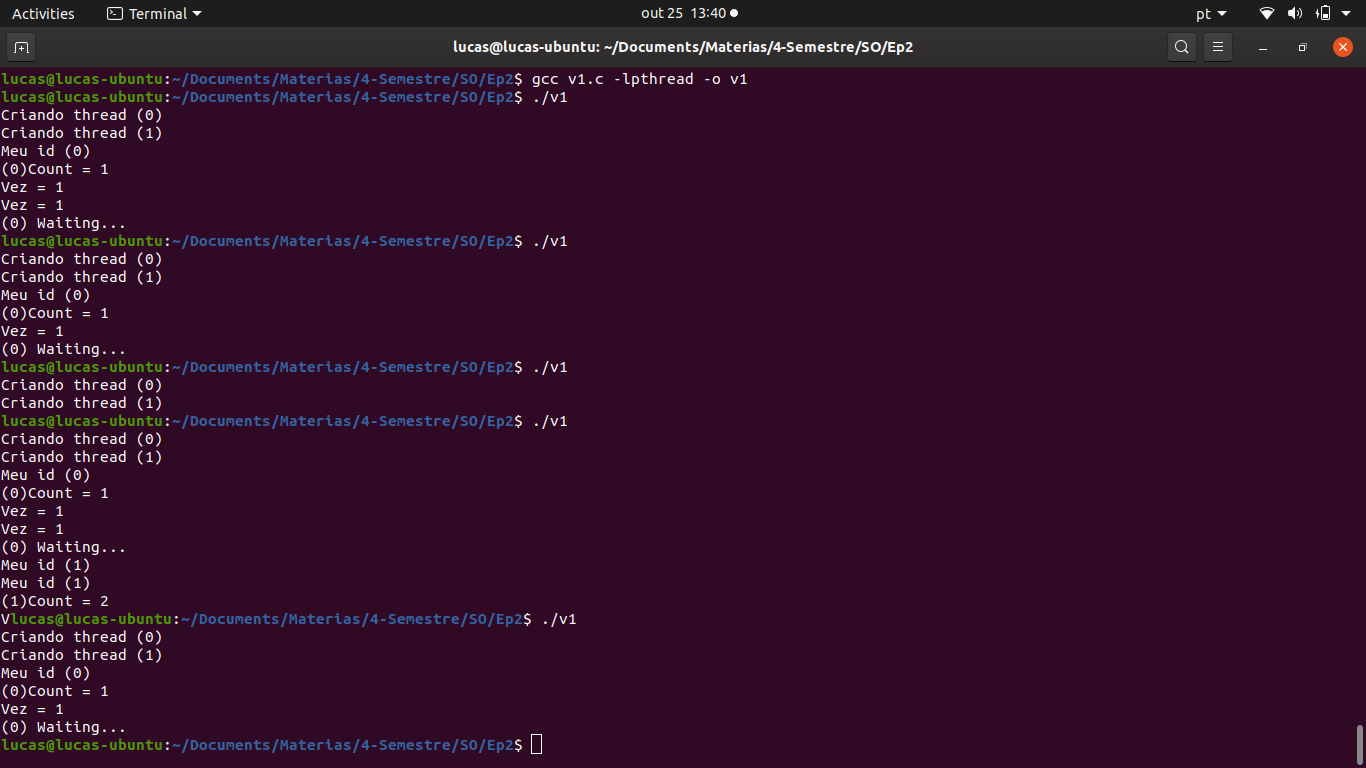 Activities Terminal out 25 13:40 pt
lucas@lucas-ubuntu: ~/Documents/Materias/4-Semestre/SO/Ep2
lucas@lucas-ubuntu:~/Documents/Materias/4-Semestre/SO/Ep2$ gcc v1.c -lpthread -o v1
lucas@lucas-ubuntu:~/Documents/Materias/4-Semestre/SO/Ep2$ ./v1
Criando thread (0)
Criando thread (1)
Meu id (0)
(0)Count = 1
Vez = 1
Vez = 1
(0) Waiting...
lucas@lucas-ubuntu:~/Documents/Materias/4-Semestre/SO/Ep2$ ./v1
Criando thread (0)
Criando thread (1)
Meu id (0)
(0)Count = 1
Vez = 1
(0) Waiting...
lucas@lucas-ubuntu:~/Documents/Materias/4-Semestre/SO/Ep2$ ./v1
Criando thread (0)
Criando thread (1)
lucas@lucas-ubuntu:~/Documents/Materias/4-Semestre/SO/Ep2$ ./v1
Criando thread (0)
Criando thread (1)
Meu id (0)
(0)Count = 1
Vez = 1
Vez = 1
(0) Waiting...
Meu id (1)
Meu id (1)
(1)Count = 2
Vlucas@lucas-ubuntu:~/Documents/Materias/4-Semestre/SO/Ep2$ ./v1
Criando thread (0)
Criando thread (1)
Meu id (0)
(0)Count = 1
Vez = 1
(0) Waiting...
lucas@lucas-ubuntu:~/Documents/Materias/4-Semestre/SO/Ep2$